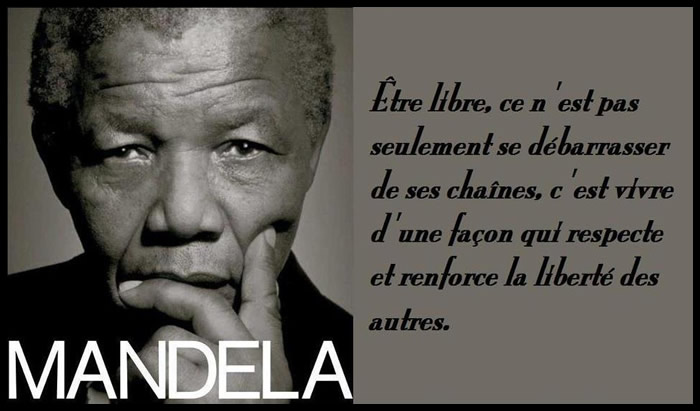 MANDELA
Être libre, ce n'est pas
seulement se débarrasser
de ses chaînes, c'est vivre
d'une façon qui respecte
et renforce la liberté des
autres.